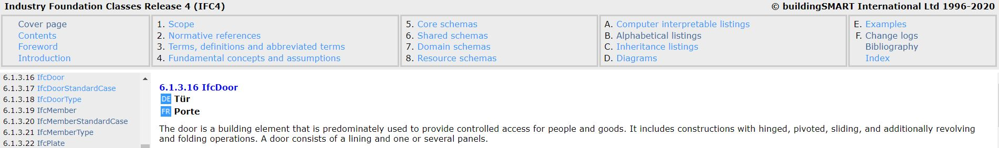 Industry Foundation Classes Release 4 (IFC4)
© buildingSMART International Ltd 1996-2020
Cover page
Contents
Foreword
Introduction
1. Scope
2. Normative references
3. Terms, definitions and abbreviated terms
4. Fundamental concepts and assumptions
5. Core schemas
6. Shared schemas
7. Domain schemas
8. Resource schemas
A. Computer interpretable listings
B. Alphabetical listings
C. Inheritance listings
D. Diagrams
E. Examples
F. Change logs
Bibliography
Index
6.1.3.16 IfcDoor
6.1.3.17 IfcDoorStandardCase
6.1.3.18 IfcDoorType
6.1.3.19 IfcMember
6.1.3.20 IfcMemberStandardCase
6.1.3.21 IfcMemberType
6.1.3.22 IfcPlate
6.1.3.16 IfcDoor
DE Tür
FR Porte
The door is a building element that is predominately used to provide controlled access for people and goods. It includes constructions with hinged, pivoted, sliding, and additionally revolving
and folding operations. A door consists of a lining and one or several panels.